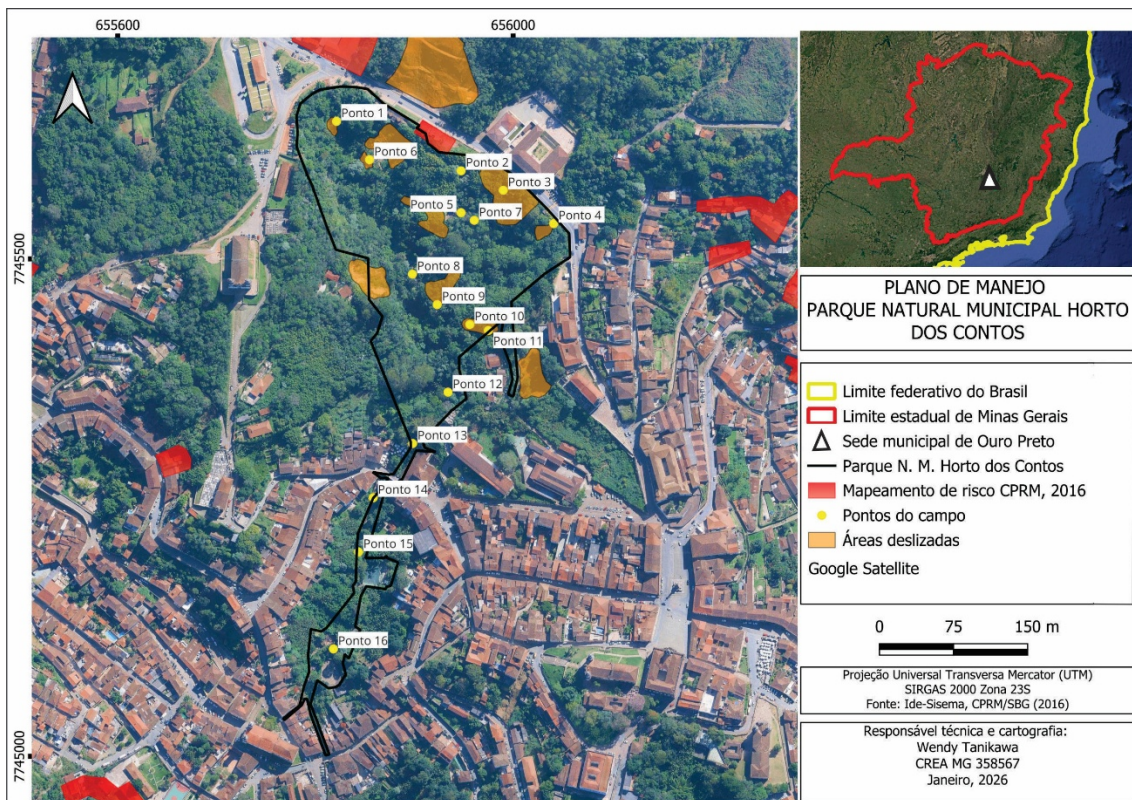 655600
656000
7745500
7745000
Ponto 1
Ponto 6
Ponto 2
Ponto 3
Ponto 5
Ponto 7
Ponto 4
Ponto 8
Ponto 9
Ponto 10
Ponto 11
Ponto 12
Ponto 13
Ponto 14
Ponto 15
Ponto 16
PLANO DE MANEJO
PARQUE NATURAL MUNICIPAL HORTO
DOS CONTOS
Limite federativo do Brasil
Limite estadual de Minas Gerais
Sede municipal de Ouro Preto
Parque N. M. Horto dos Contos
Mapeamento de risco CPRM, 2016
Pontos do campo
Áreas deslizadas
Google Satellite
0 75 150 m
Projeção Universal Transversa Mercator (UTM)
SIRGAS 2000 Zona 23S
Fonte: Ide-Sisema, CPRM/SBG (2016)
Responsável técnica e cartografia:
Wendy Tanikawa
CREA MG 358567
Janeiro, 2026